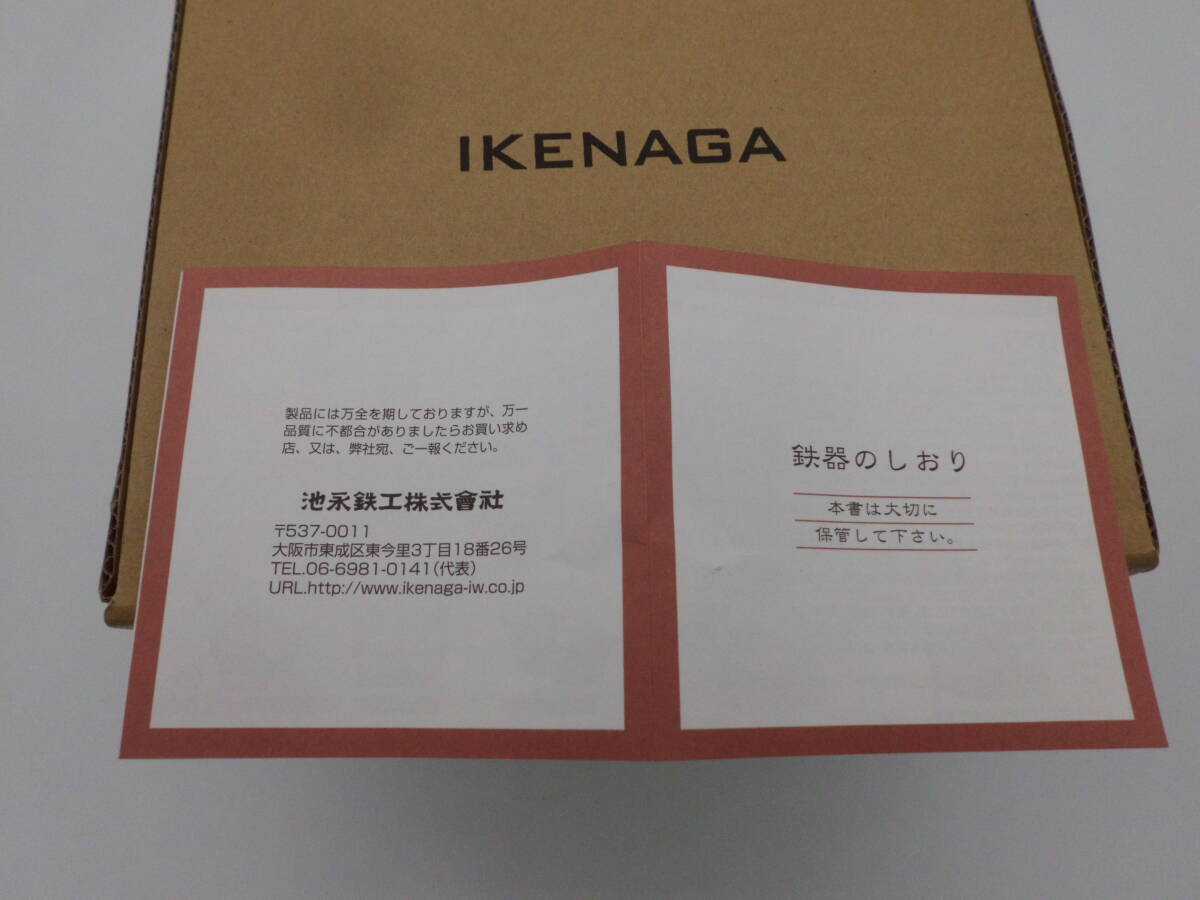 IKENAGA
製品には万全を期しておりますが、万一
品質に不都合がありましたらお買い求め
店、又は、弊社宛、ご一報ください。
池永鉄工株式會社
〒537-0011
大阪市東成区東今里3丁目18番26号
TEL.06-6981-0141(代表)
URL.http://www.ikenaga-iw.co.jp
鉄器のしおり
本書は大切に
保管して下さい。